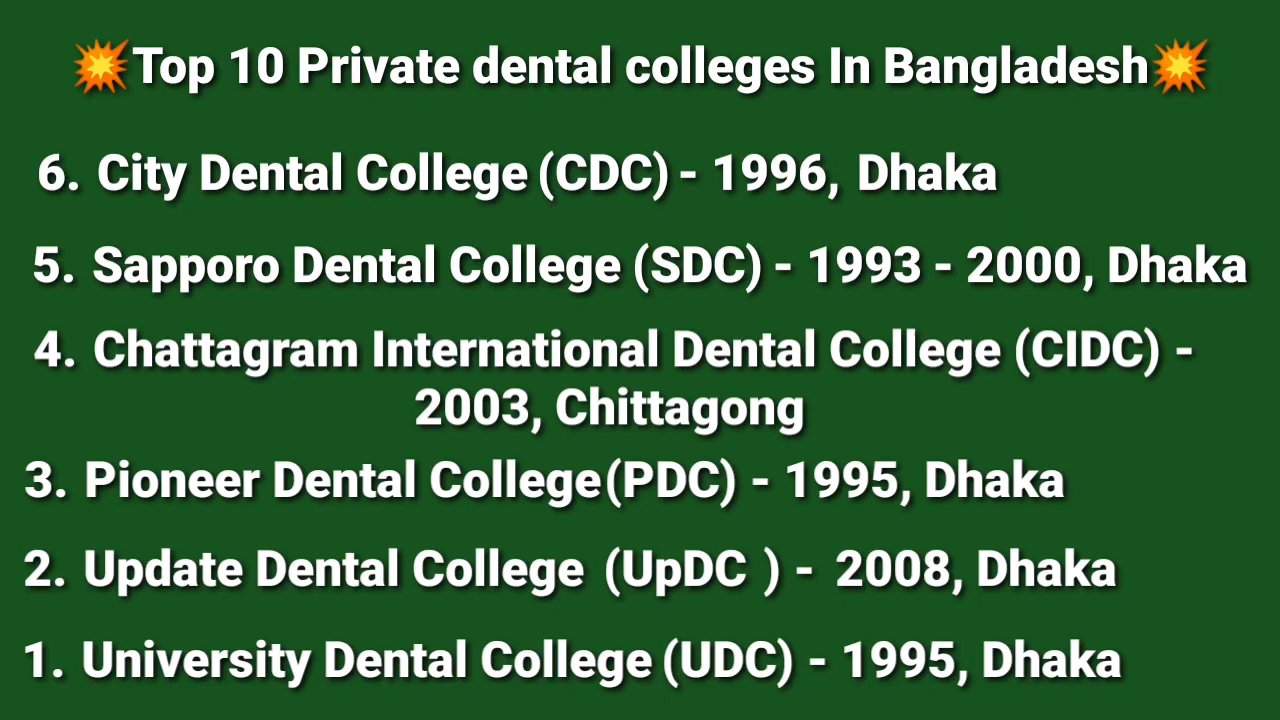 💥Top 10 Private dental colleges In Bangladesh💥
6. City Dental College (CDC) - 1996, Dhaka
5. Sapporo Dental College (SDC) - 1993 - 2000, Dhaka
4. Chattagram International Dental College (CIDC) -
2003, Chittagong
3. Pioneer Dental College(PDC) - 1995, Dhaka
2. Update Dental College (UpDC ) - 2008, Dhaka
1. University Dental College (UDC) - 1995, Dhaka